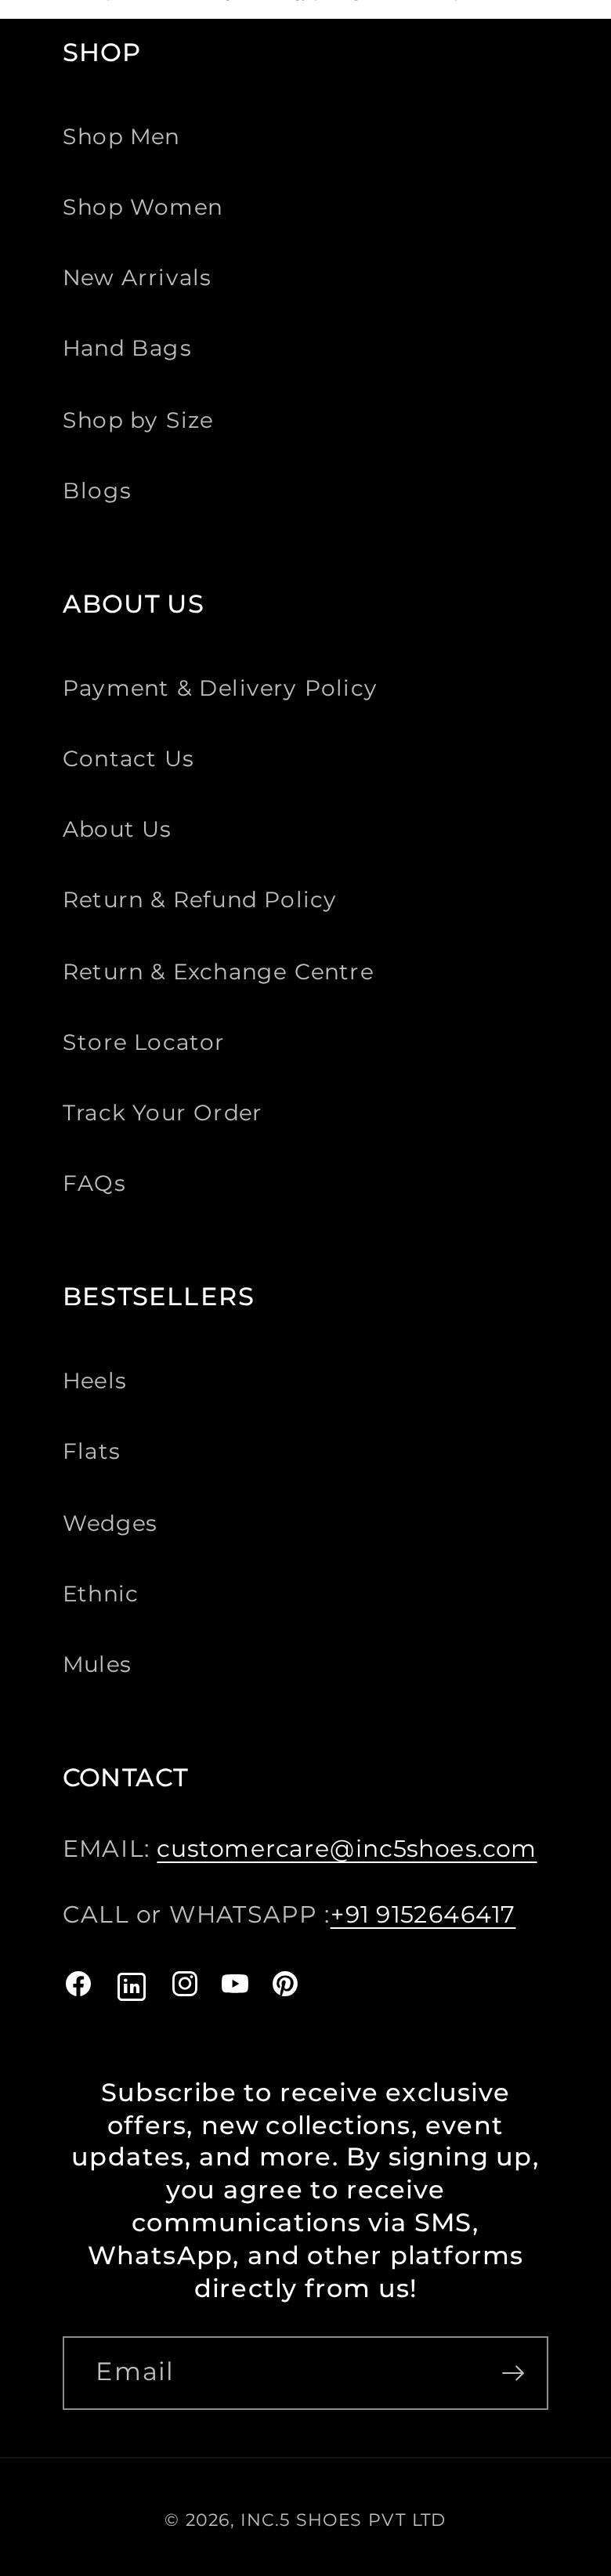 SHOP
Shop Men
Shop Women
New Arrivals
Hand Bags
Shop by Size
Blogs
ABOUT US
Payment & Delivery Policy
Contact Us
About Us
Return & Refund Policy
Return & Exchange Centre
Store Locator
Track Your Order
FAQs
BESTSELLERS
Heels
Flats
Wedges
Ethnic
Mules
CONTACT
EMAIL: customercare@inc5shoes.com
CALL or WHATSAPP :+91 9152646417
Subscribe to receive exclusive
offers, new collections, event
updates, and more. By signing up,
you agree to receive
communications via SMS,
WhatsApp, and other platforms
directly from us!
Email
© 2026, INC.5 SHOES PVT LTD